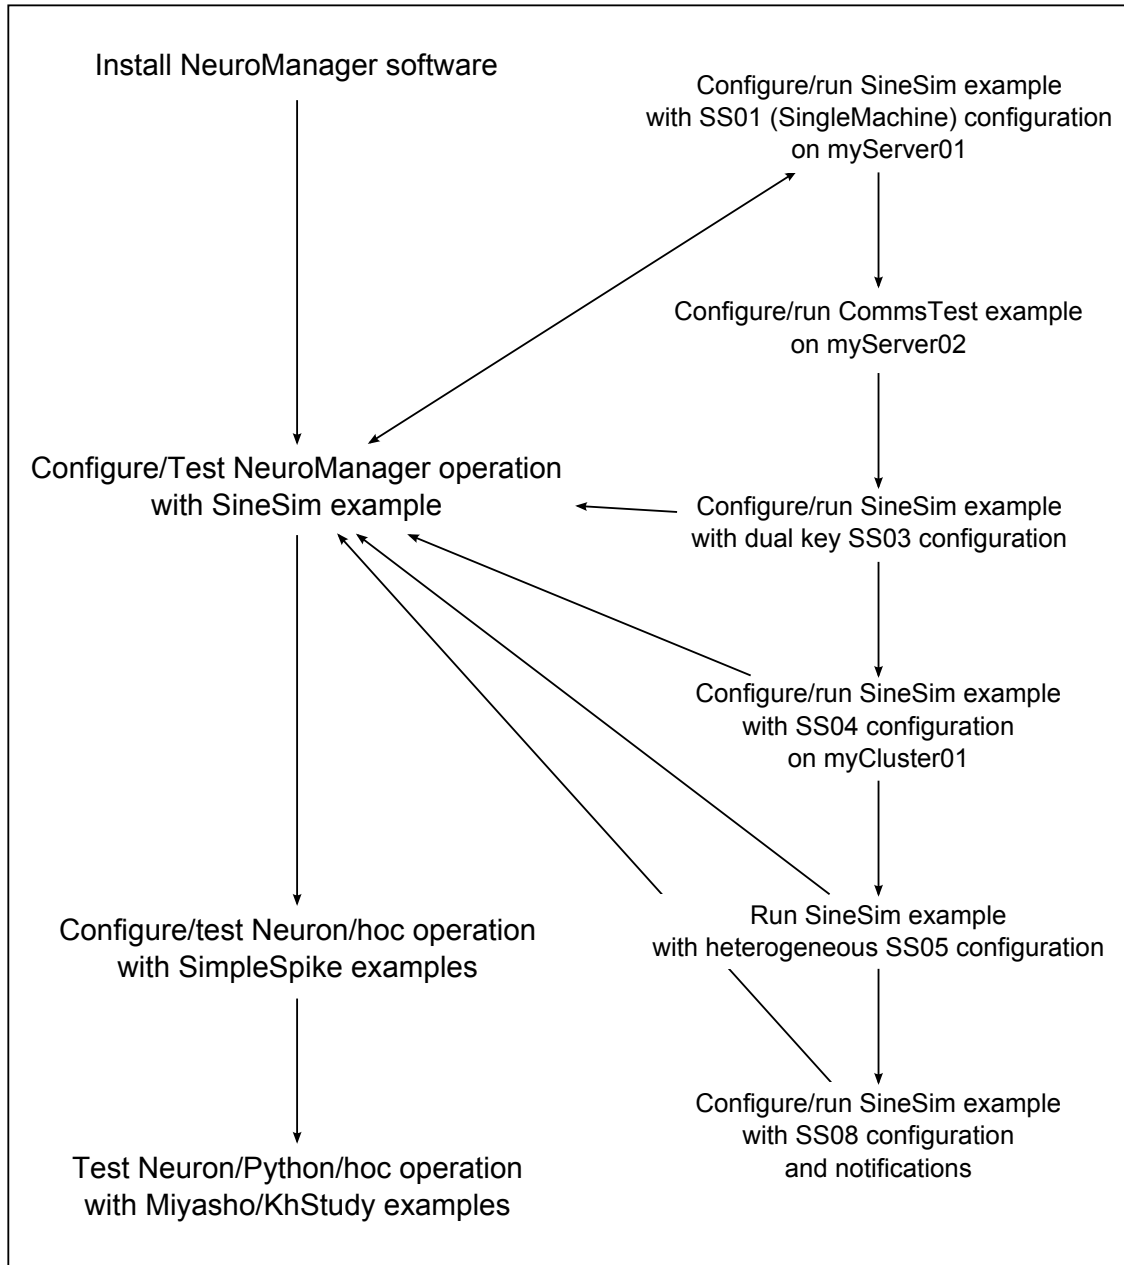 Install NeuroManager software
Configure/run SineSim example
with SS01 (SingleMachine) configuration
on myServer01
Configure/run CommsTest example
on myServer02
Configure/Test NeuroManager operation
with SineSim example
Configure/run SineSim example
with dual key SS03 configuration
Configure/run SineSim example
with SS04 configuration
on myCluster01
Configure/test Neuron/hoc operation
with SimpleSpike examples
Run SineSim example
with heterogeneous SS05 configuration
Configure/run SineSim example
with SS08 configuration
and notifications
Test Neuron/Python/hoc operation
with Miyasho/KhStudy examples